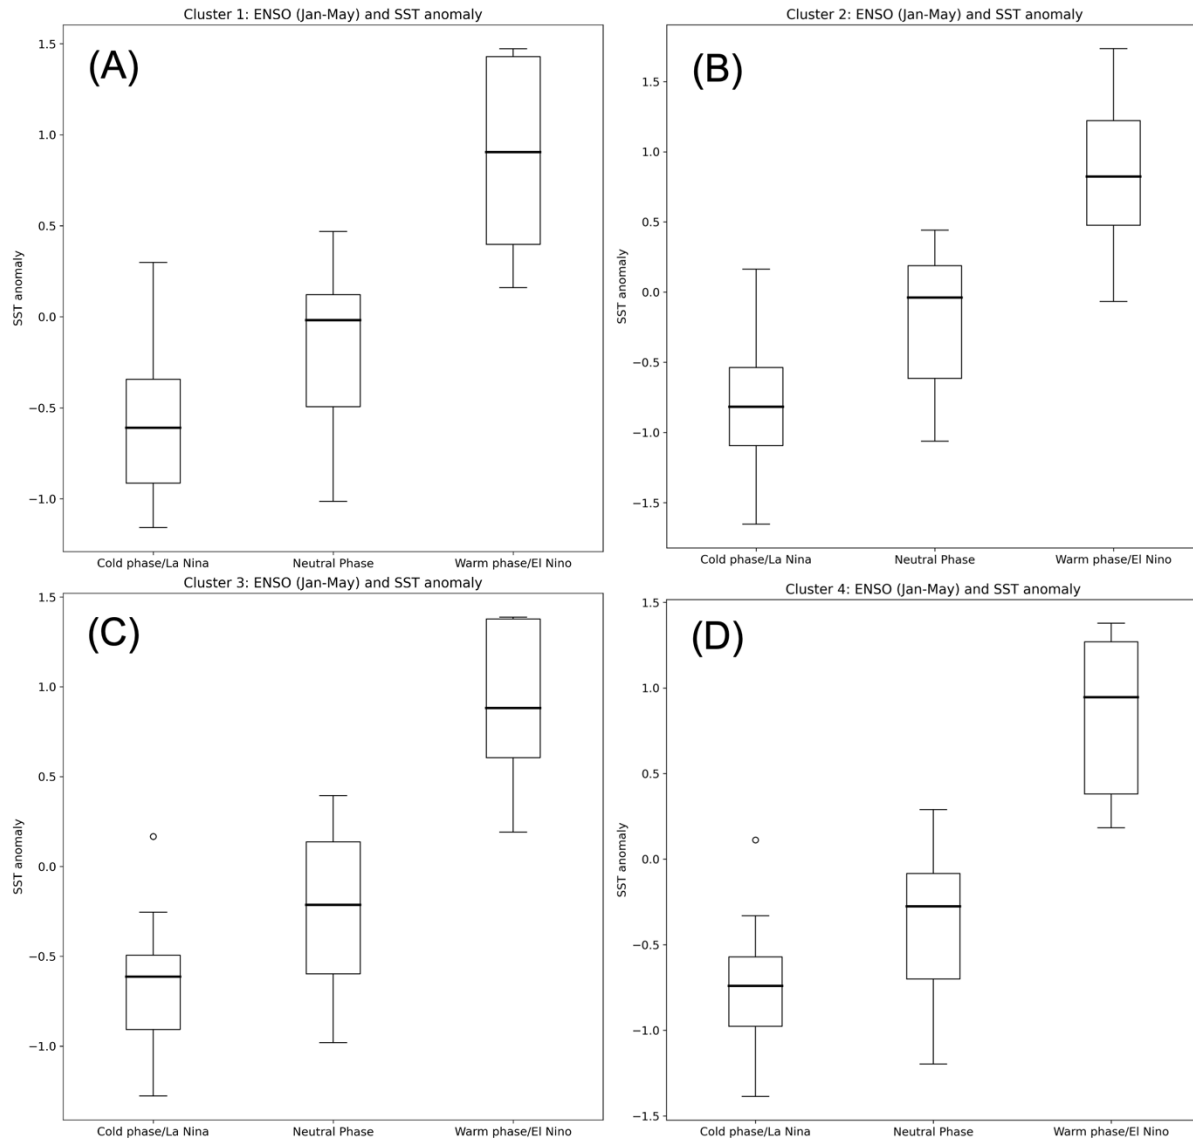 Cluster 1: ENSO (Jan-May) and SST anomaly
(A)
1.5
1.0
0.5
0.0
−0.5
−1.0
SST anomaly
Cold phase/La Nina
Neutral Phase
Warm phase/El Nino
Cluster 2: ENSO (Jan-May) and SST anomaly
(B)
1.5
1.0
0.5
0.0
−0.5
−1.0
−1.5
SST anomaly
Cold phase/La Nina
Neutral Phase
Warm phase/El Nino
Cluster 3: ENSO (Jan-May) and SST anomaly
(C)
1.5
1.0
0.5
0.0
−0.5
−1.0
SST anomaly
Cold phase/La Nina
Neutral Phase
Warm phase/El Nino
Cluster 4: ENSO (Jan-May) and SST anomaly
(D)
1.5
1.0
0.5
0.0
−0.5
−1.0
−1.5
SST anomaly
Cold phase/La Nina
Neutral Phase
Warm phase/El Nino